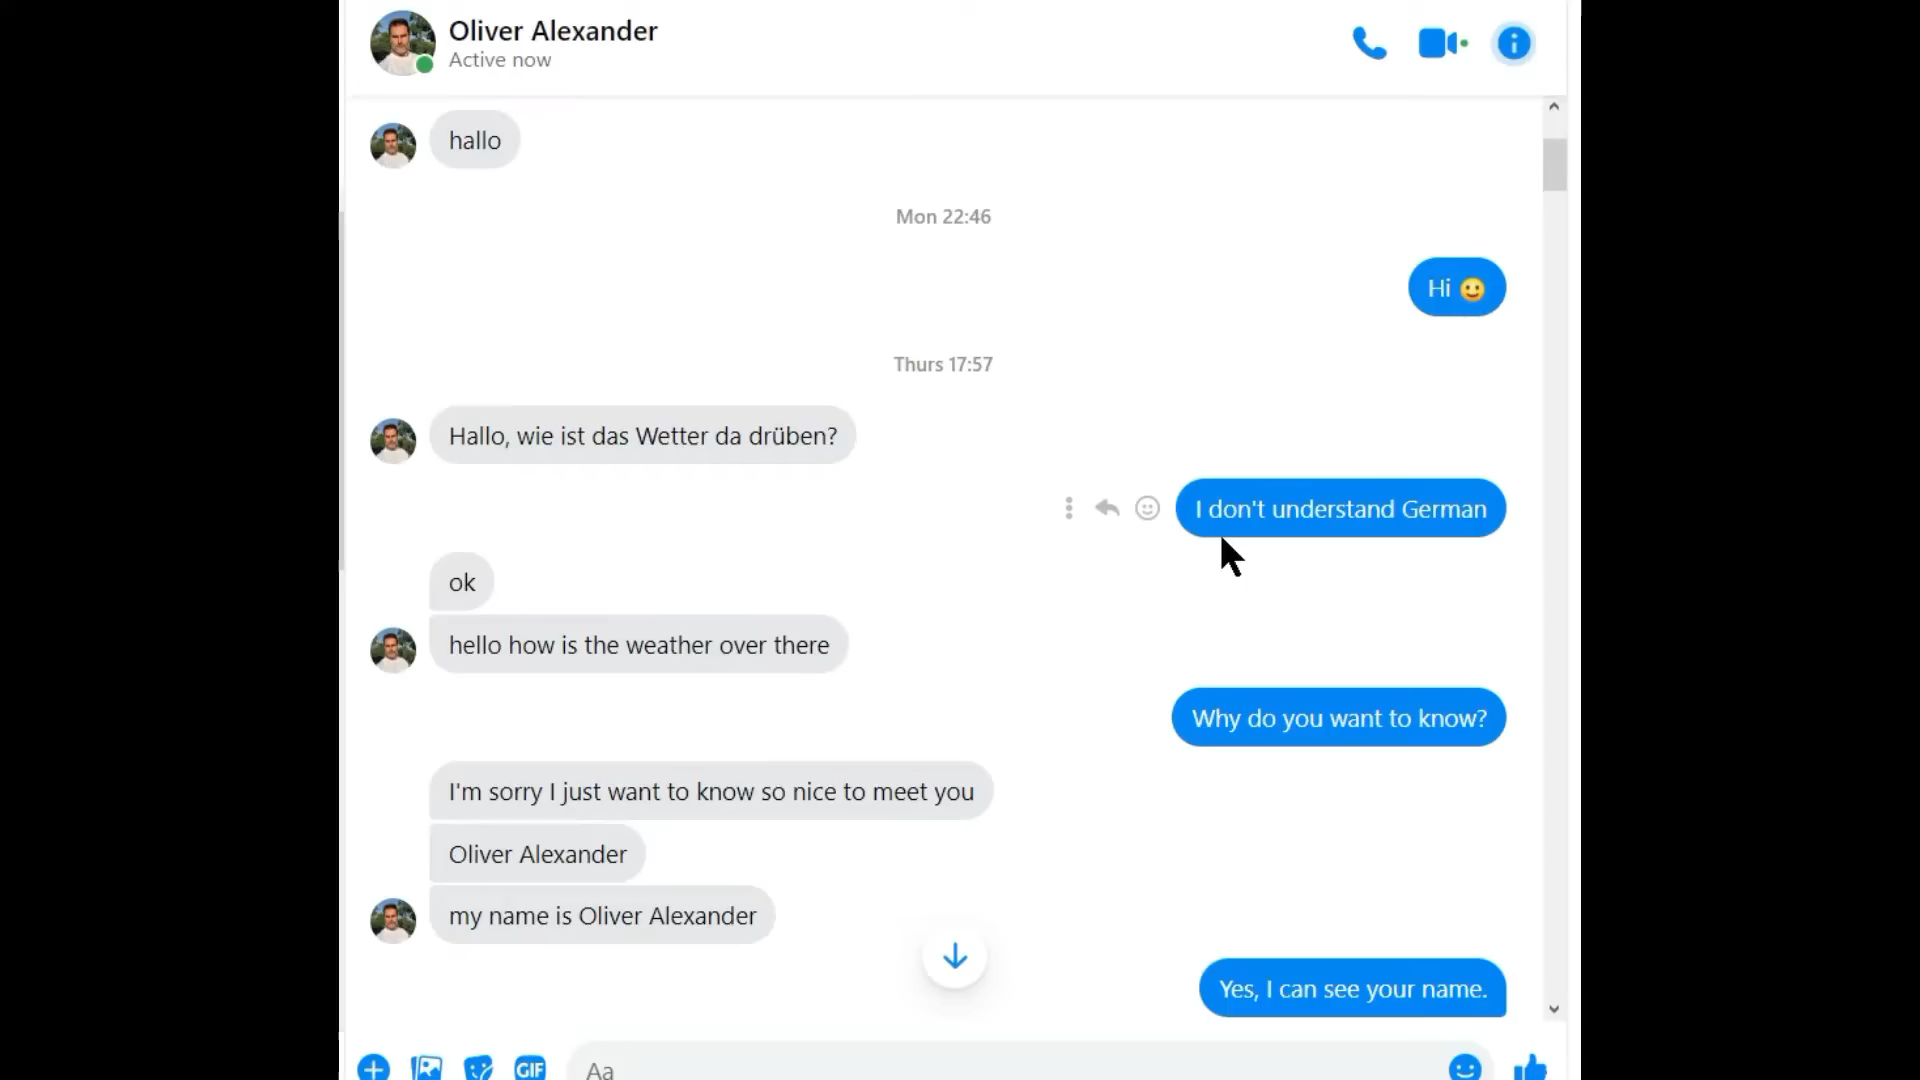 Oliver Alexander
Active now
hallo
Mon 22:46
Hi
Thurs 17:57
Hallo, wie ist das Wetter da drüben?
I don't understand German
ok
hello how is the weather over there
Why do you want to know?
I'm sorry I just want to know so nice to meet you
Oliver Alexander
my name is Oliver Alexander
Yes, I can see your name.
GIF
Aa